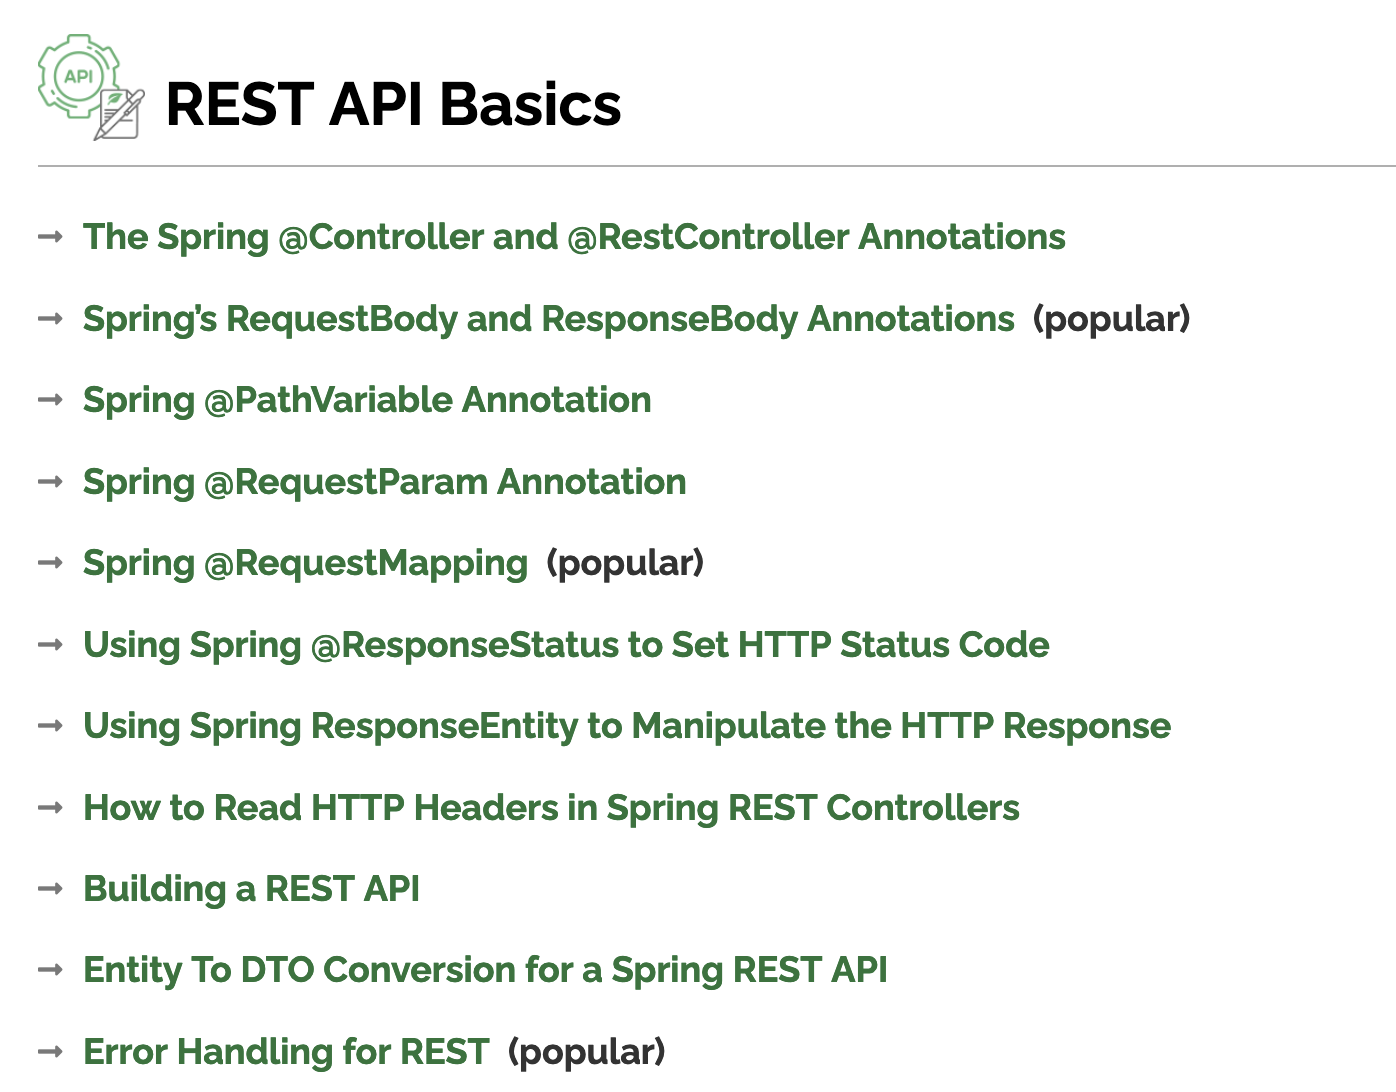 API
REST API Basics
The Spring @Controller and @RestController Annotations
Spring’s RequestBody and ResponseBody Annotations (popular)
Spring @PathVariable Annotation
Spring @RequestParam Annotation
Spring @RequestMapping (popular)
Using Spring @ResponseStatus to Set HTTP Status Code
Using Spring ResponseEntity to Manipulate the HTTP Response
How to Read HTTP Headers in Spring REST Controllers
Building a REST API
Entity To DTO Conversion for a Spring REST API
Error Handling for REST (popular)